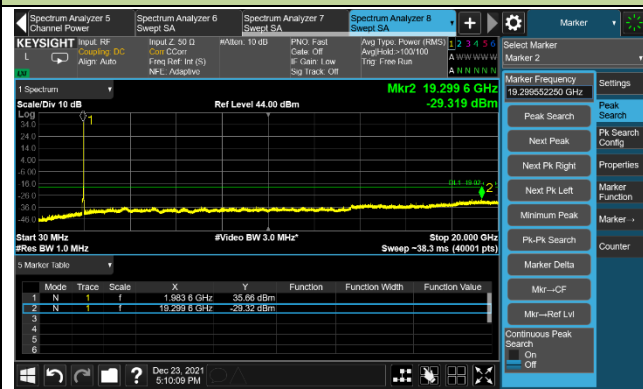 Spectrum Analyzer 5
Channel Power
Spectrum Analyzer 6
Swept SA
Spectrum Analyzer 7
Swept SA
Spectrum Analyzer 8
Swept SA
Marker
KEYSIGHT
L
LXI
Input: RF
Coupling: DC
Align: Auto
Input Z: 50 Ω
Corr CCorr
Freq Ref: Int (S)
NFE: Adaptive
#Atten: 10 dB
PNO: Fast
Gate: Off
IF Gain: Low
Sig Track: Off
Avg Type: Power (RMS)
Avg|Hold:>100/100
Trig: Free Run
1 2 3 4 5 6
A W W W W W
A N N N N N
Select Marker
Marker 2
1 Spectrum
Scale/Div 10 dB
Log
Ref Level 44.00 dBm
Mkr2 19.299 6 GHz
-29.319 dBm
34.0
24.0
14.0
4.00
-6.00
-16.0
-26.0
-36.0
-46.0
1
2
Start 30 MHz
#Res BW 1.0 MHz
#Video BW 3.0 MHz*
Stop 20.000 GHz
Sweep ~38.3 ms (40001 pts)
5 Marker Table
Mode Trace Scale X Y Function Function Width Function Value
1 N 1 f 1.983 6 GHz 35.66 dBm
2 N 1 f 19.299 6 GHz -29.32 dBm
3
4
5
6
Marker Frequency
19.299552250 GHz
Peak Search
Next Peak
Next Pk Right
Next Pk Left
Minimum Peak
Pk-Pk Search
Marker Delta
Mkr→CF
Mkr→Ref Lvl
Continuous Peak
Search
On
Off
Settings
Peak
Search
Pk Search
Config
Properties
Marker
Function
Marker→
Counter
?
Dec 23, 2021
5:10:09 PM